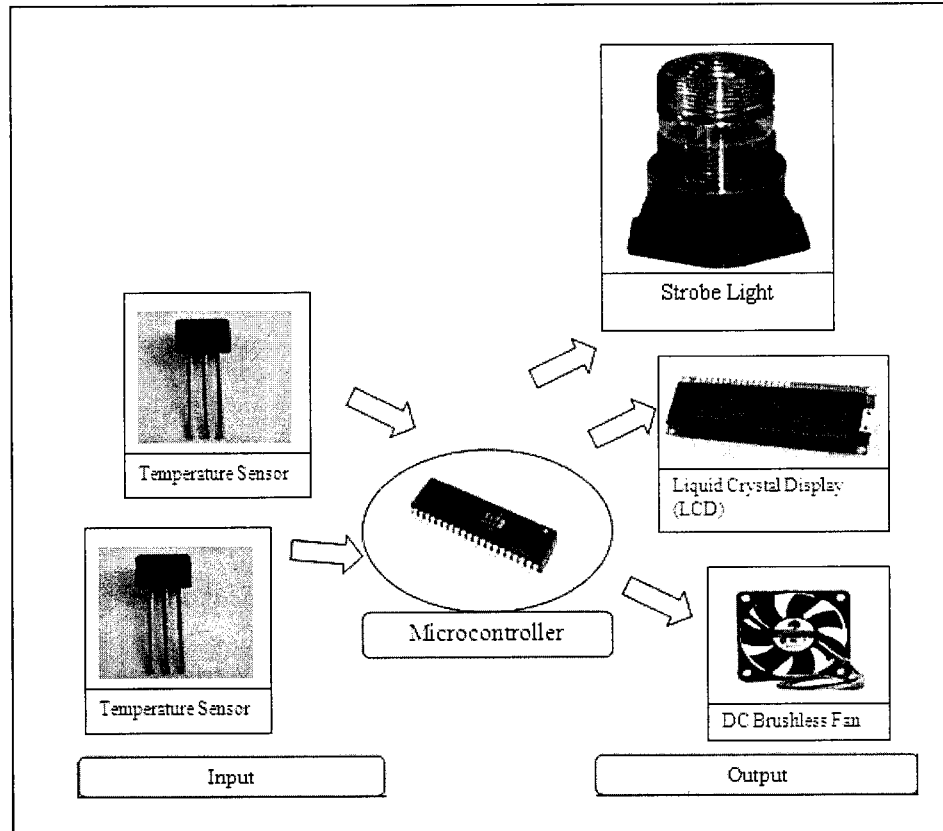 Strobe Light
Temperature Sensor
Liquid Crystal Display
(LCD)
Microcontroller
Temperature Sensor
DC Brushless Fan
Input
Output